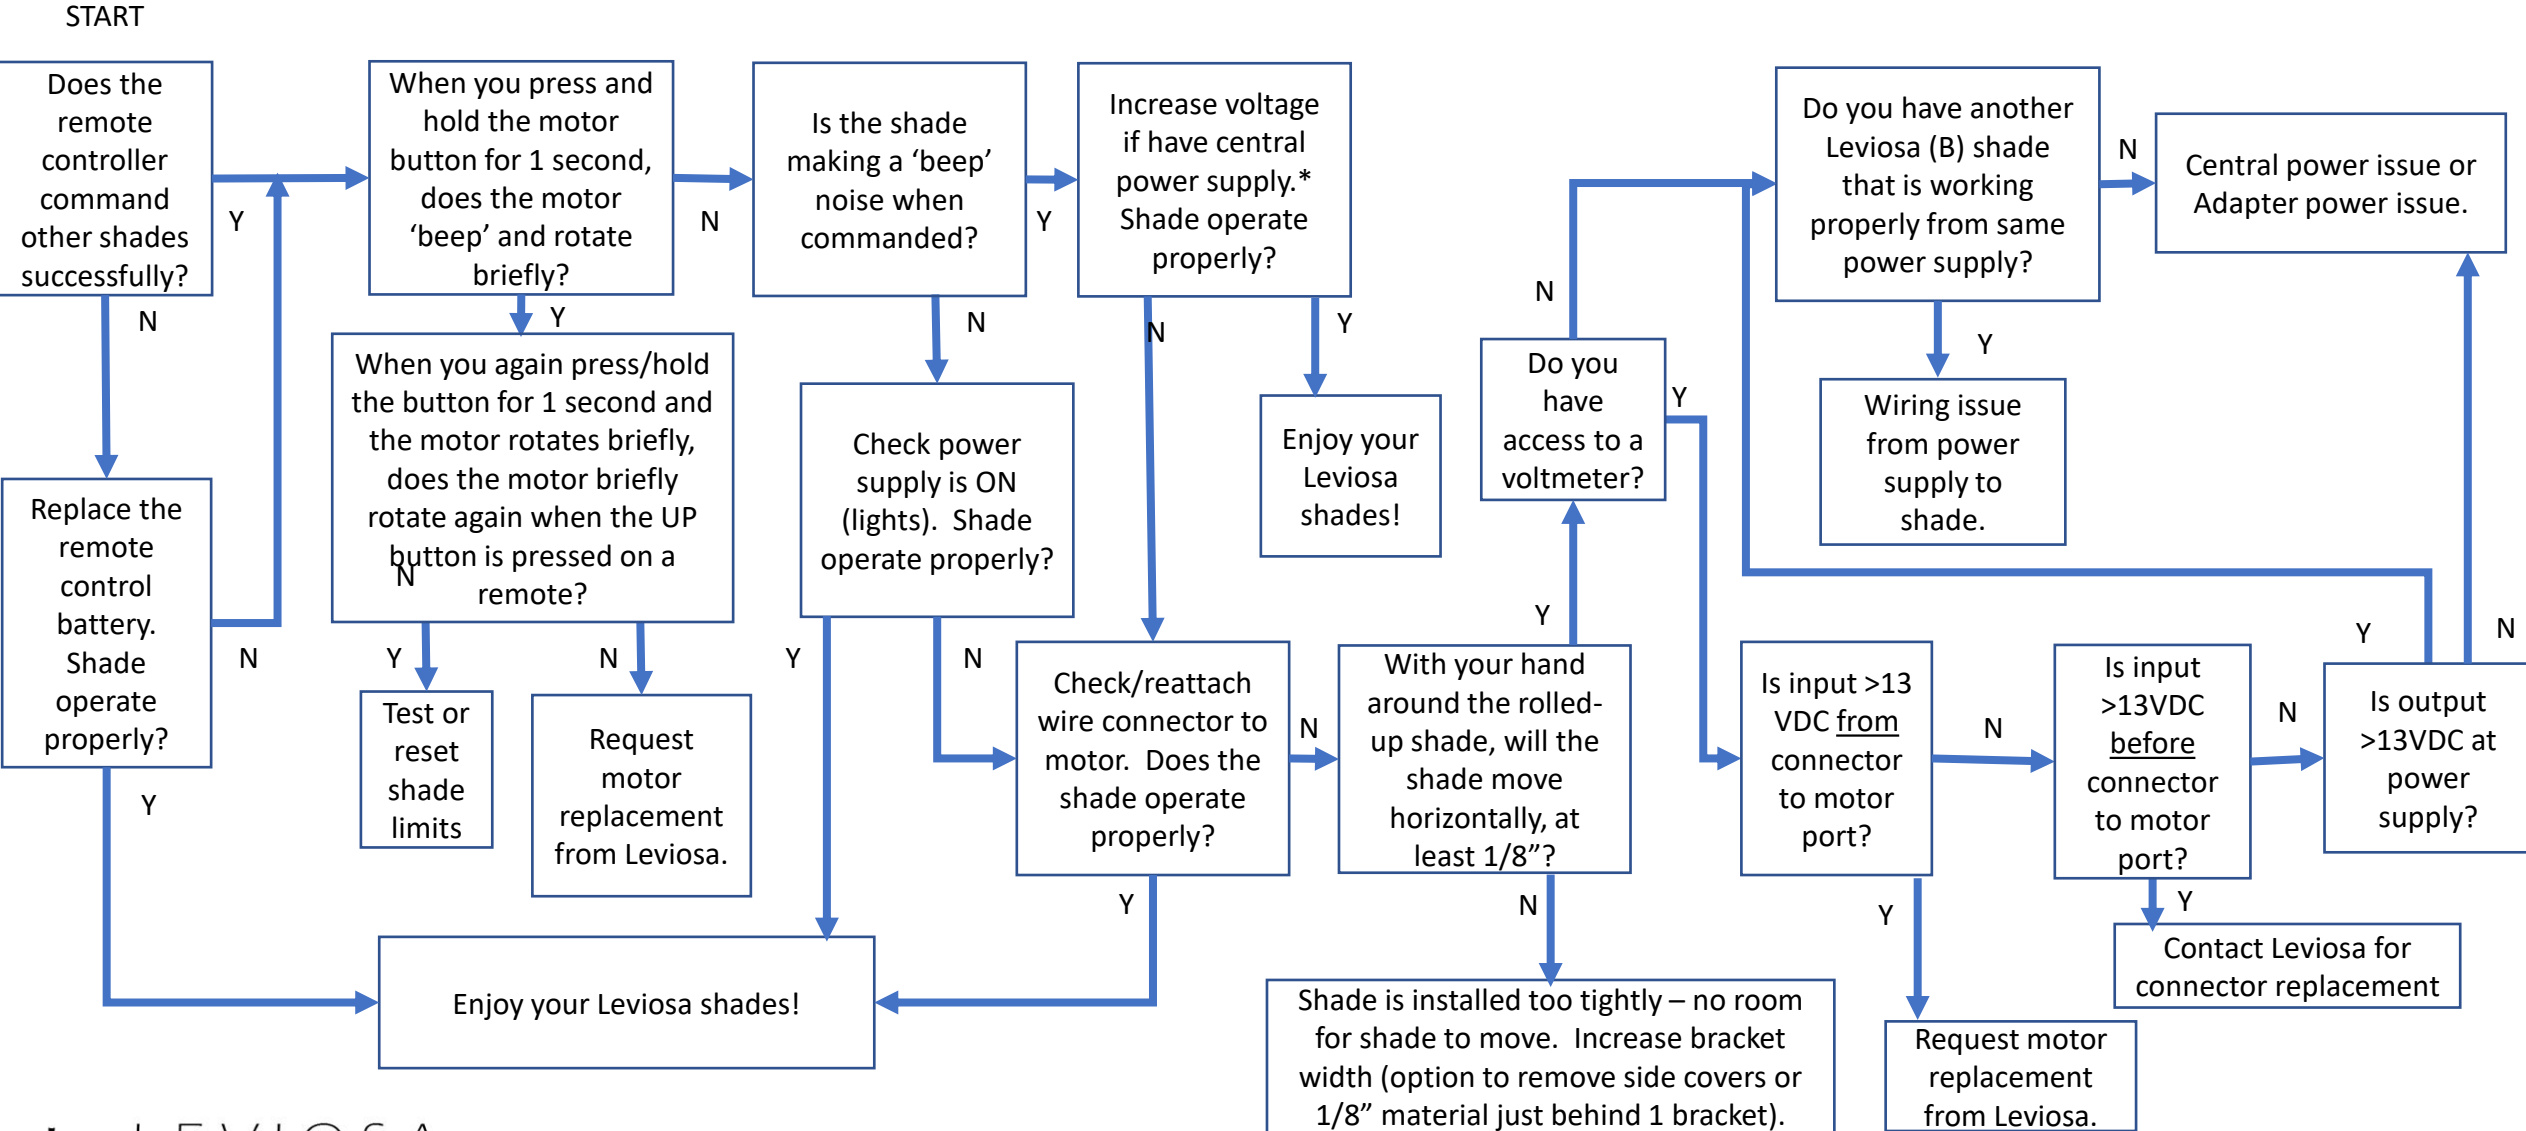 START
Does the
remote
controller
command
other shades
successfully?
Y
N
Replace the
remote
control
battery.
Shade
operate
properly?
N
Y
When you press and
hold the motor
button for 1 second,
does the motor
‘beep’ and rotate
briefly?
N
Y
When you again press/hold
the button for 1 second and
the motor rotates briefly,
does the motor briefly
rotate again when the UP
button is pressed on a
N
remote?
Y
N
Test or
reset
shade
limits
Request
motor
replacement
from Leviosa.
Is the shade
making a ‘beep’
noise when
commanded?
Y
N
Check power
supply is ON
(lights). Shade
operate properly?
Y
N
Enjoy your Leviosa shades!
Increase voltage
if have central
power supply.*
Shade operate
properly?
N
Y
Enjoy your
Leviosa
shades!
Check/reattach
wire connector to
motor. Does the
shade operate
properly?
N
Y
With your hand
around the rolled-
up shade, will the
shade move
horizontally, at
least 1/8”?
Y
N
Shade is installed too tightly – no room
for shade to move. Increase bracket
width (option to remove side covers or
1/8” material just behind 1 bracket).
Do you
have
access to a
voltmeter?
N
Y
Do you have another
Leviosa (B) shade
that is working
properly from same
power supply?
N
Y
Central power issue or
Adapter power issue.
Wiring issue
from power
supply to
shade.
Is input >13
VDC from
connector
to motor
port?
N
Y
Request motor
replacement
from Leviosa.
Is input
>13VDC
before
connector
to motor
port?
N
Y
Contact Leviosa for
connector replacement
Is output
>13VDC at
power
supply?
Y
N
LEVIOSA